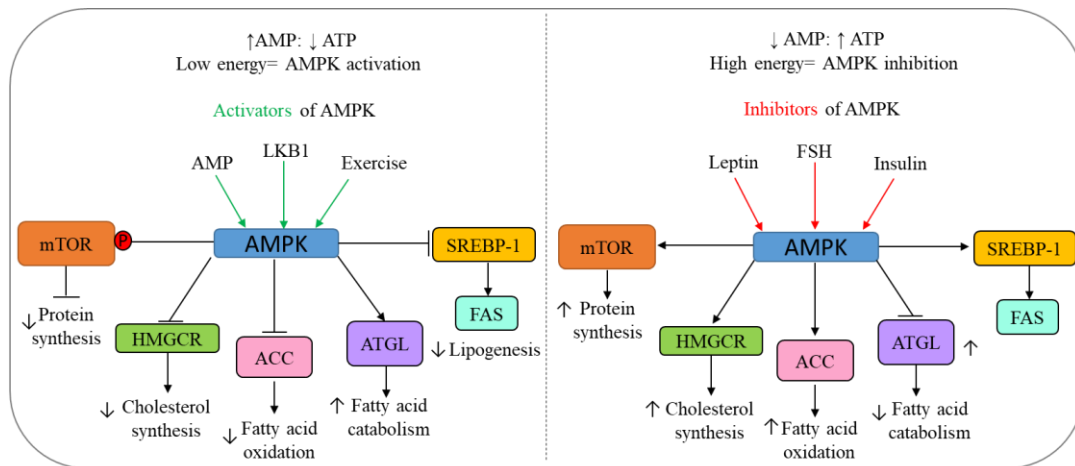 ↑AMP: ↓ ATP
Low energy= AMPK activation
Activators of AMPK
AMP
LKB1
Exercise
mTOR
P
AMPK
SREBP-1
↓ Protein
synthesis
HMGCR
ACC
ATGL
FAS
↓ Lipogenesis
↓ Cholesterol
synthesis
↓ Fatty acid
oxidation
↑ Fatty acid
catabolism
↓ AMP: ↑ ATP
High energy= AMPK inhibition
Inhibitors of AMPK
Leptin
FSH
Insulin
mTOR
AMPK
SREBP-1
↑ Protein
synthesis
HMGCR
ACC
ATGL ↑
FAS
↑ Cholesterol
synthesis
↑ Fatty acid
oxidation
↓ Fatty acid
catabolism